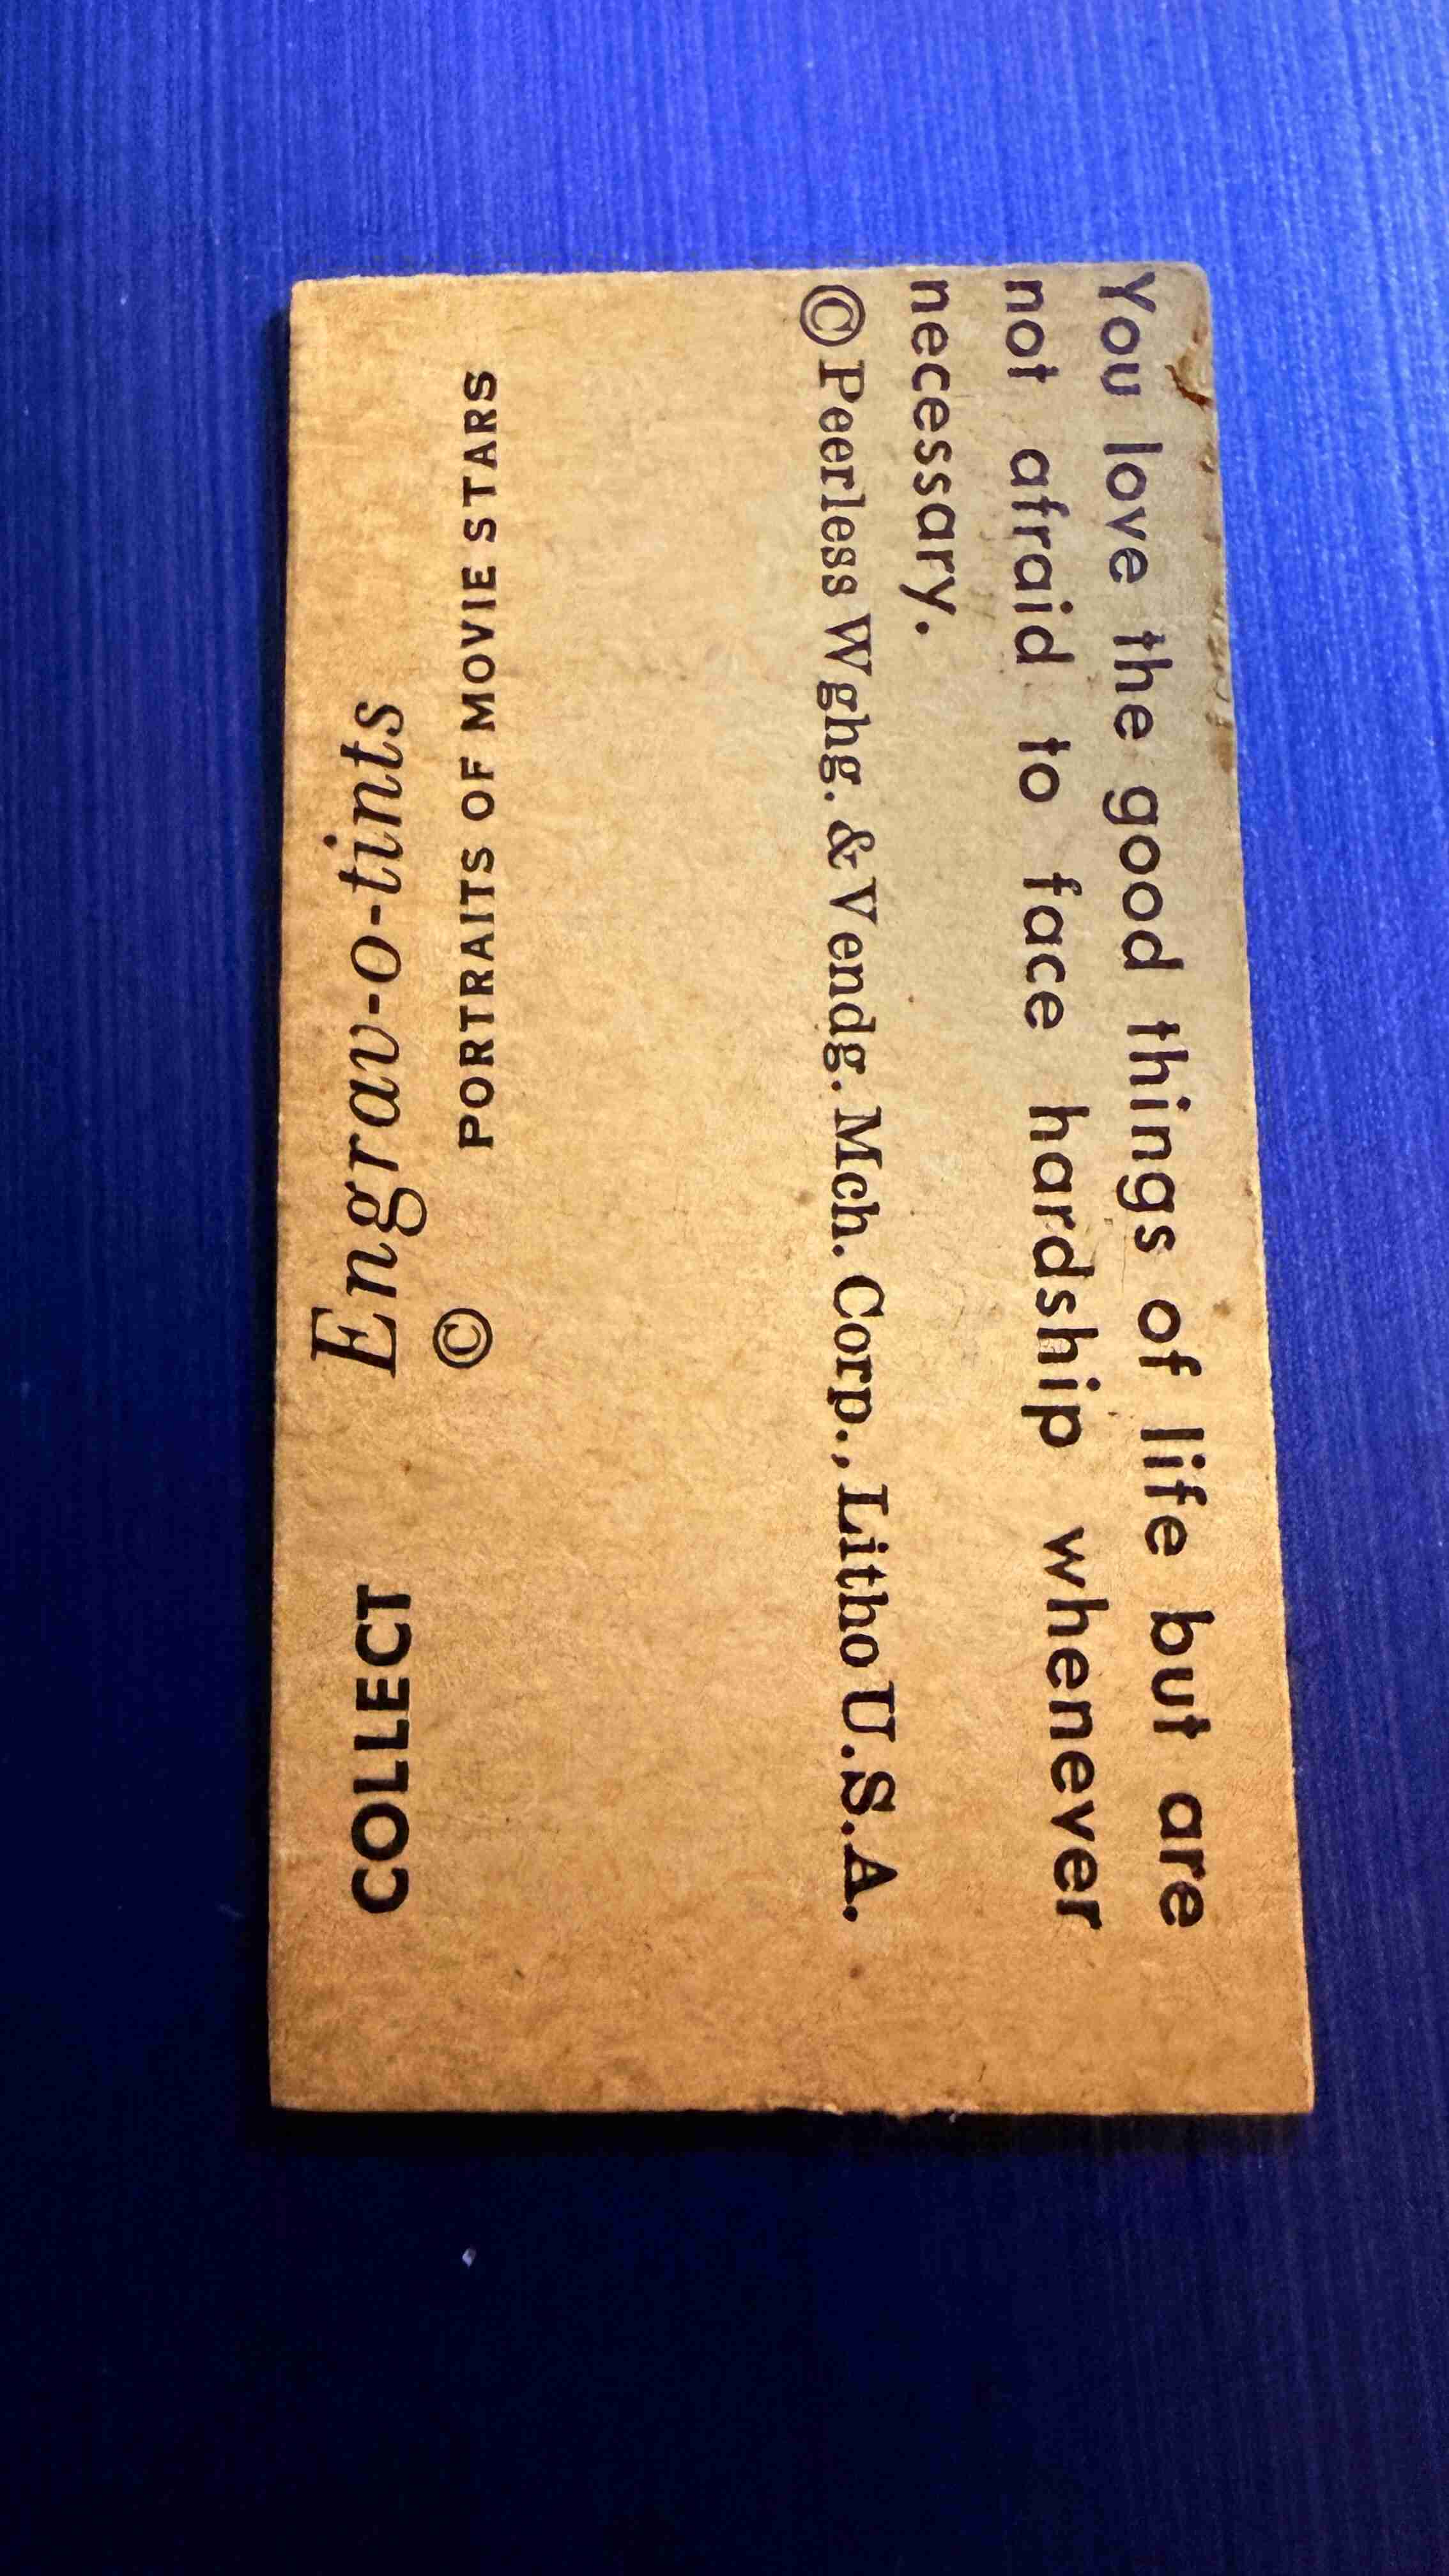 You love the good things of life but are
not afraid to face hardship whenever
necessary.
© Peerless Wghg. & Vendg. Mch. Corp., Litho U.S.A.
COLLECT Engrav-o-tints
© PORTRAITS OF MOVIE STARS